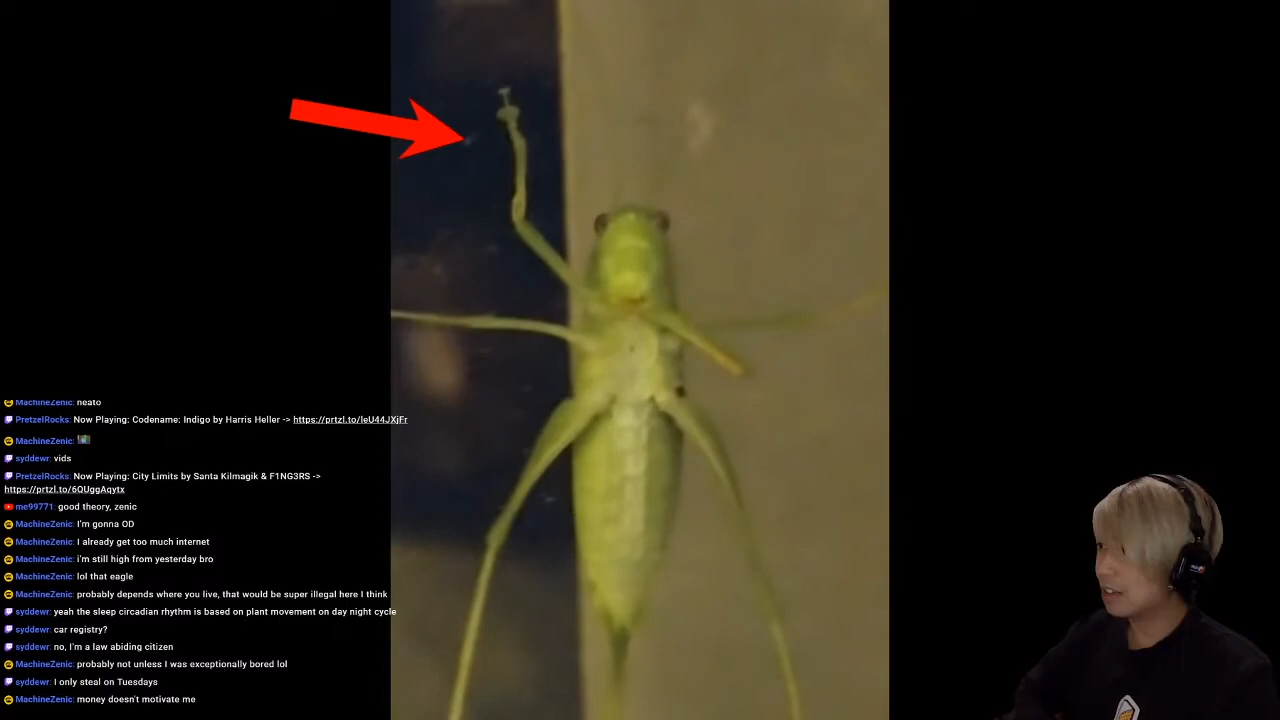 MachineZenic: neato
PretzelRocks: Now Playing: Codename: Indigo by Harris Heller -> https://prtzl.to/leU44JXjFr
MachineZenic:
syddewr: vids
PretzelRocks: Now Playing: City Limits by Santa Kilmagik & F1NG3RS ->
https://prtzl.to/6QUggAqytx
me99771: good theory, zenic
MachineZenic: I'm gonna OD
MachineZenic: I already get too much internet
MachineZenic: i'm still high from yesterday bro
MachineZenic: lol that eagle
MachineZenic: probably depends where you live, that would be super illegal here I think
syddewr: yeah the sleep circadian rhythm is based on plant movement on day night cycle
syddewr: car registry?
syddewr: no, I'm a law abiding citizen
MachineZenic: probably not unless I was exceptionally bored lol
syddewr: I only steal on Tuesdays
MachineZenic: money doesn't motivate me